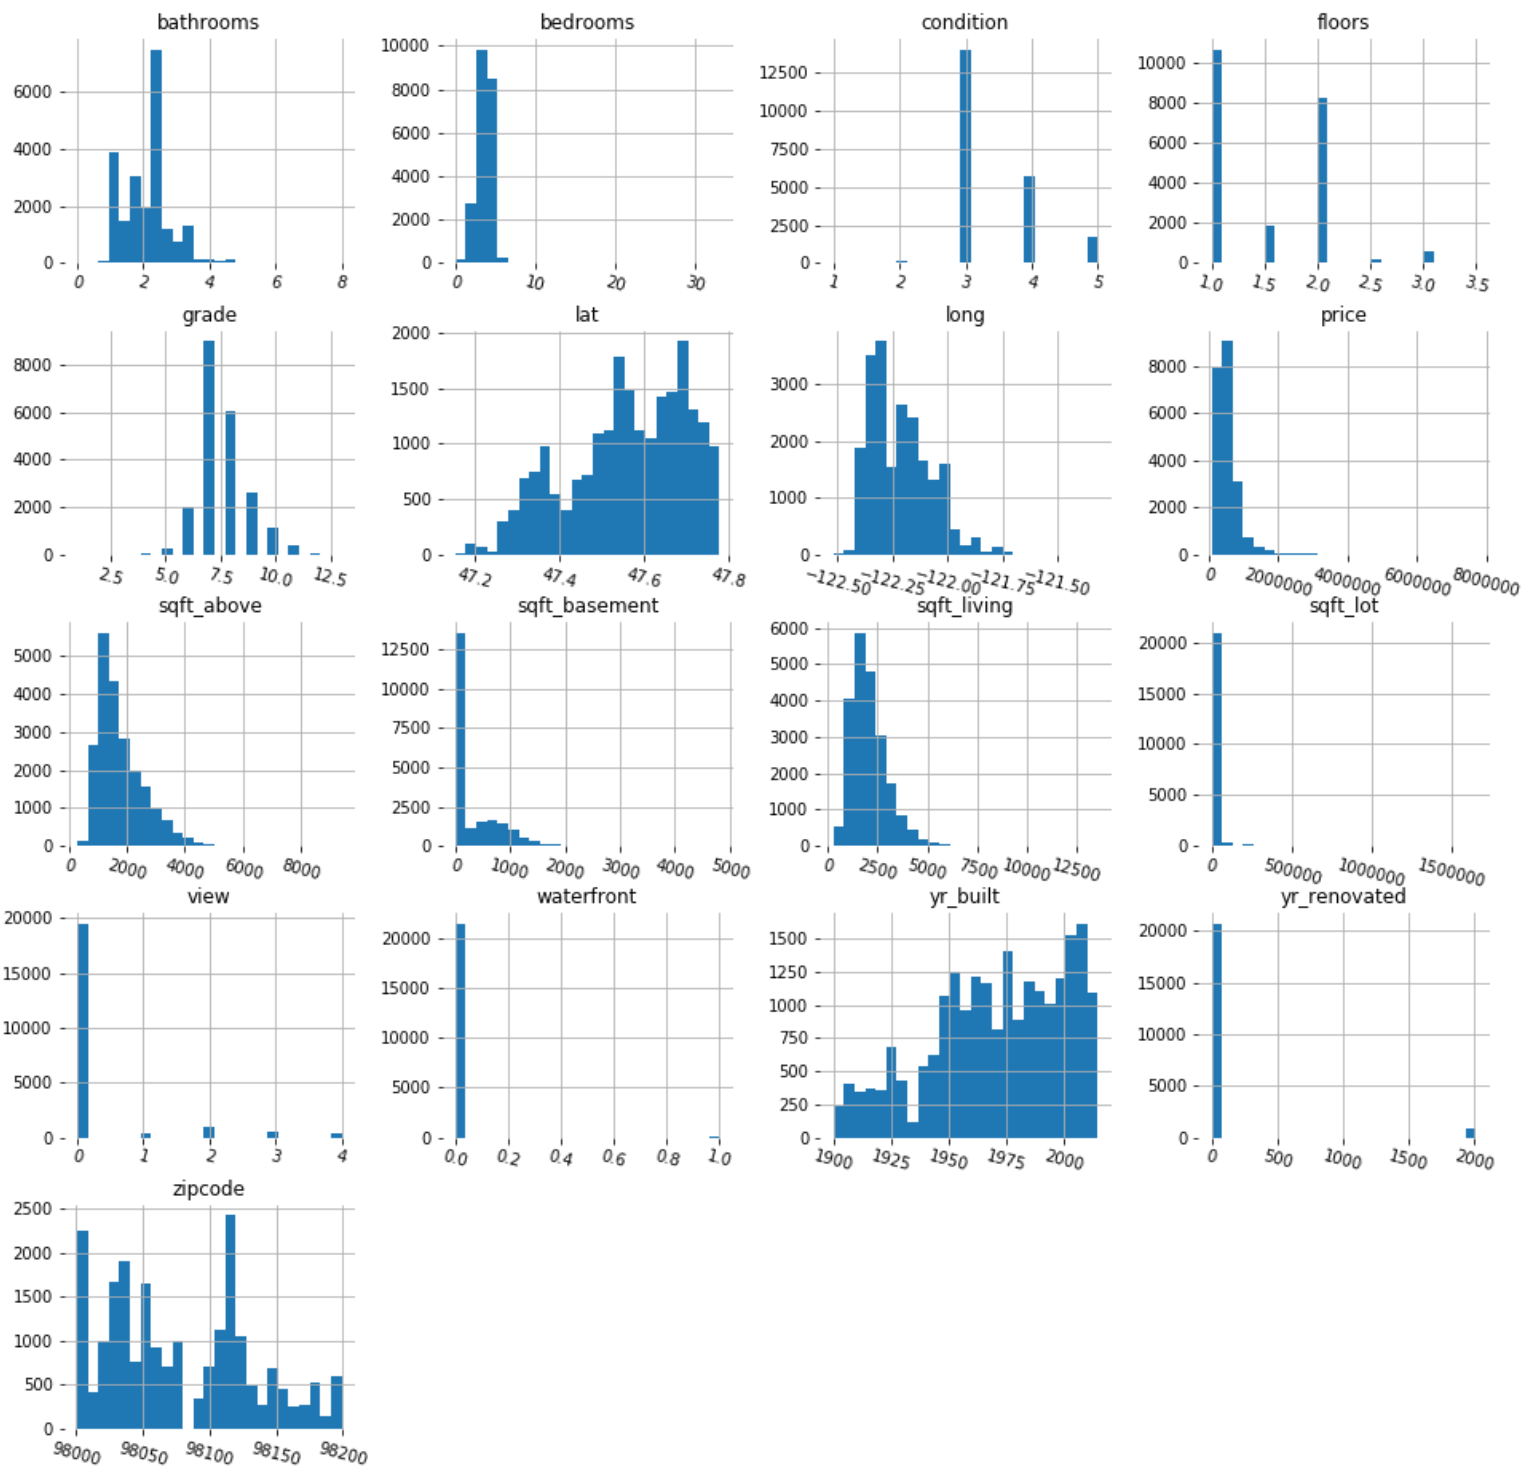 bathrooms bedrooms condition floors
6000 4000 2000 0
0 2 4 6 8
10000 8000 6000 4000 2000 0
0 10 20 30
12500 10000 7500 5000 2500 0
1 2 3 4 5
10000 8000 6000 4000 2000 0
1.0 1.5 2.0 2.5 3.0 3.5
grade lat long price
8000 6000 4000 2000 0
2.5 5.0 7.5 10.0 12.5
2000 1500 1000 500 0
47.2 47.4 47.6 47.8
3000 2000 1000 0
−122.50 −122.25 −122.00 −121.75 −121.50
8000 6000 4000 2000 0
0 2000000 4000000 6000000 8000000
sqft_above sqft_basement sqft_living sqft_lot
5000 4000 3000 2000 1000 0
0 2000 4000 6000 8000
12500 10000 7500 5000 2500 0
0 1000 2000 3000 4000 5000
6000 5000 4000 3000 2000 1000 0
0 2500 5000 7500 10000 12500
20000 15000 10000 5000 0
0 500000 1000000 1500000
view waterfront yr_built yr_renovated
20000 15000 10000 5000 0
0 1 2 3 4
20000 15000 10000 5000 0
0.0 0.2 0.4 0.6 0.8 1.0
1500 1250 1000 750 500 250 0
1900 1925 1950 1975 2000
20000 15000 10000 5000 0
0 500 1000 1500 2000
zipcode
2500 2000 1500 1000 500 0
98000 98050 98100 98150 98200